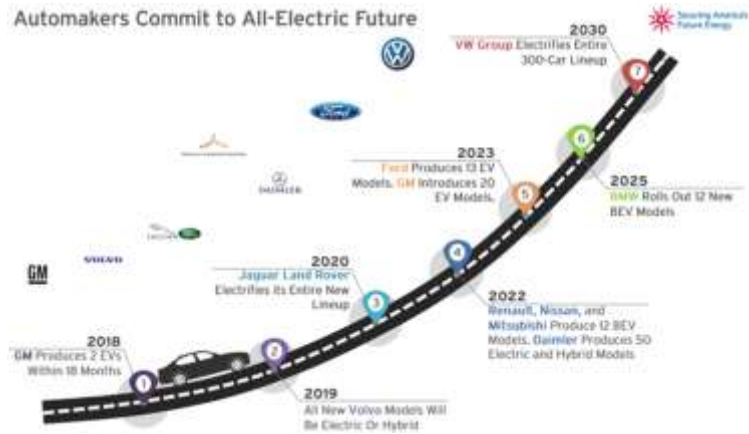 Automakers Commit to All-Electric Future
Securing America's
Future Energy
2030
VW Group Electrifies Entire
300-Car Lineup
7
Ford
6
2023
Ford Produces 13 EV
Models, GM Introduces 20
EV Models.
5
2025
BMW Rolls Out 12 New
BEV Models
DAIMLER
4
GM
VOLVO
2020
Jaguar Land Rover
Electrifies Its Entire New
Lineup
3
2022
Renault, Nissan, and
Mitsubishi Produce 12 BEV
Models, Daimler Produces 50
Electric and Hybrid Models
2018
GM Produces 2 EVs
Within 18 Months
1
2
2019
All New Volvo Models Will
Be Electric Or Hybrid